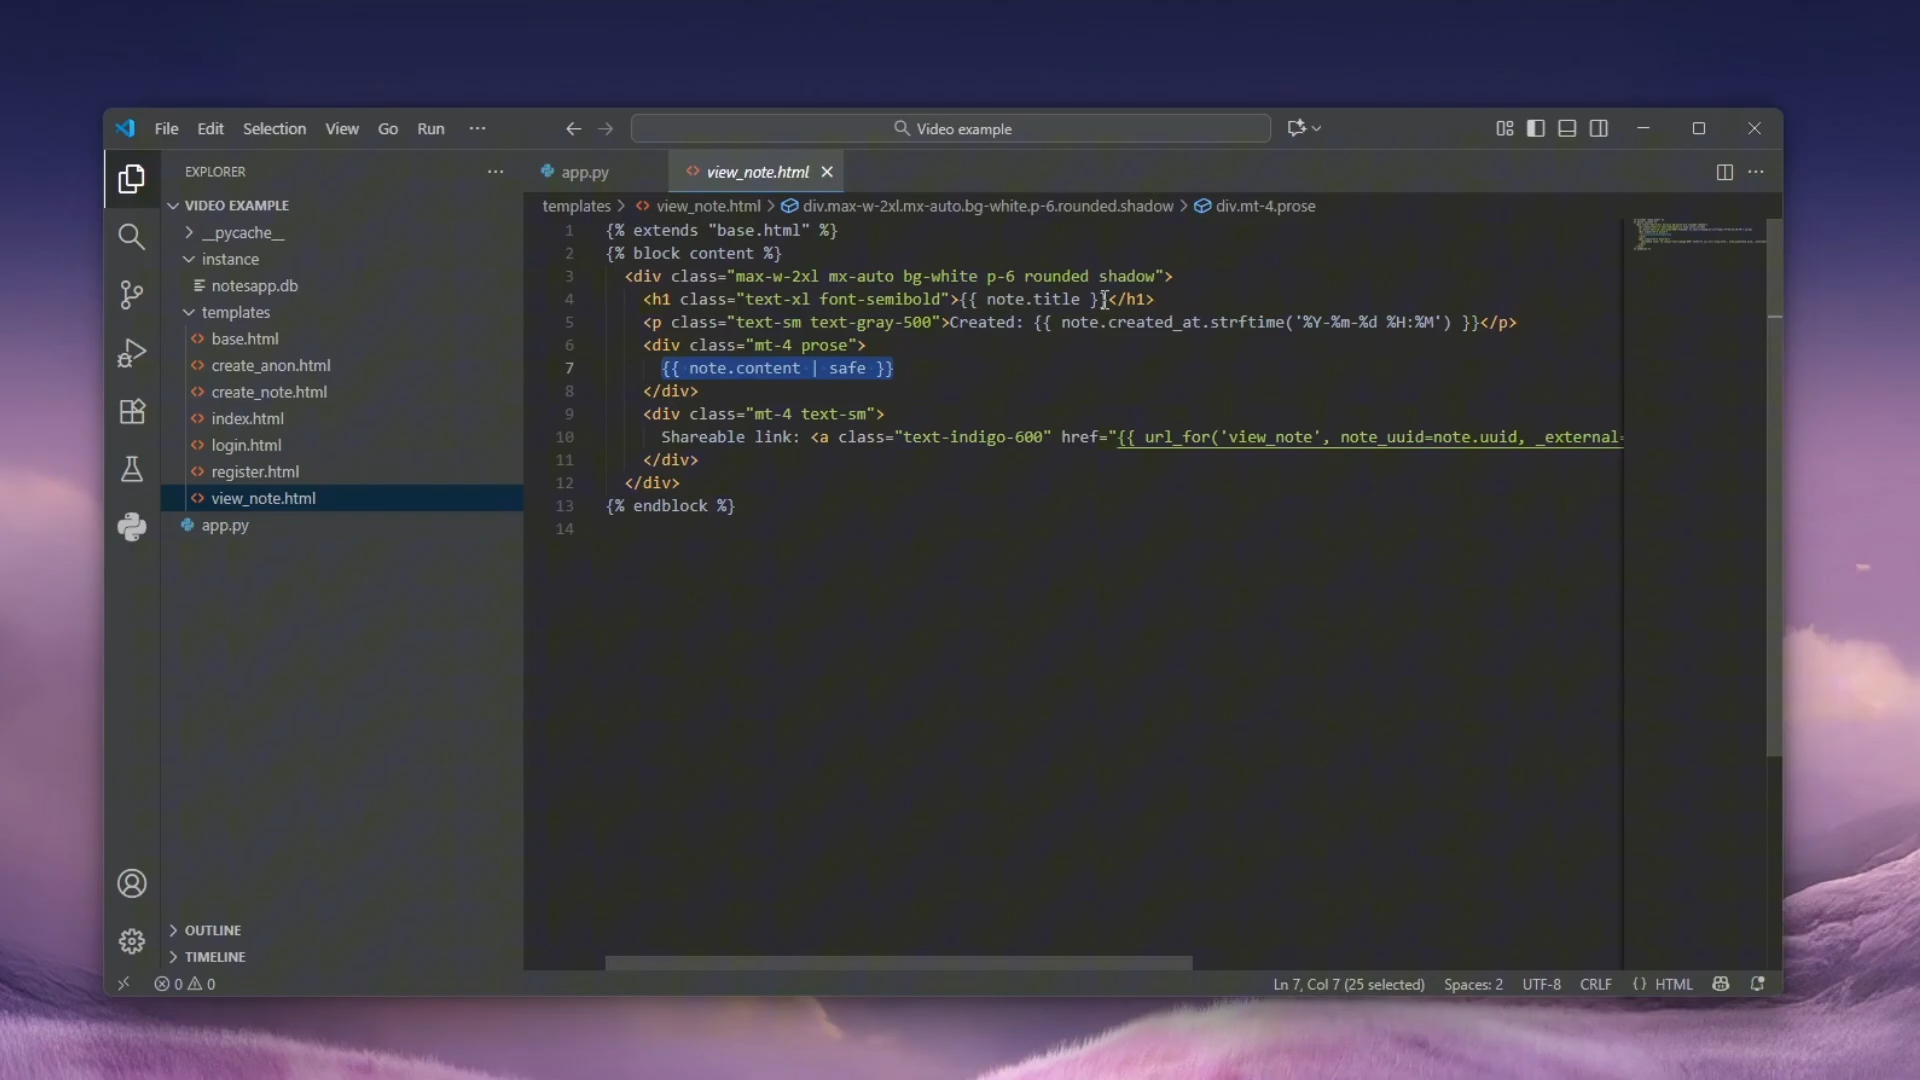 File Edit Selection View Go Run ···
Video example
EXPLORER ···
app.py
view_note.html
VIDEO EXAMPLE
__pycache__
instance
notesapp.db
templates
base.html
create_anon.html
create_note.html
index.html
login.html
register.html
view_note.html
app.py
OUTLINE
TIMELINE
templates > view_note.html > div.max-w-2xl.mx-auto.bg-white.p-6.rounded.shadow > div.mt-4.prose
1 {% extends "base.html" %}
2 {% block content %}
3 <div class="max-w-2xl mx-auto bg-white p-6 rounded shadow">
4 <h1 class="text-xl font-semibold">{{ note.title }}</h1>
5 <p class="text-sm text-gray-500">Created: {{ note.created_at.strftime('%Y-%m-%d %H:%M') }}</p>
6 <div class="mt-4 prose">
7 {{ note.content | safe }}
8 </div>
9 <div class="mt-4 text-sm">
10 Shareable link: <a class="text-indigo-600" href="{{ url_for('view_note', note_uuid=note.uuid, _external=
11 </div>
12 </div>
13 {% endblock %}
14
0 0
Ln 7, Col 7 (25 selected) Spaces: 2 UTF-8 CRLF {} HTML